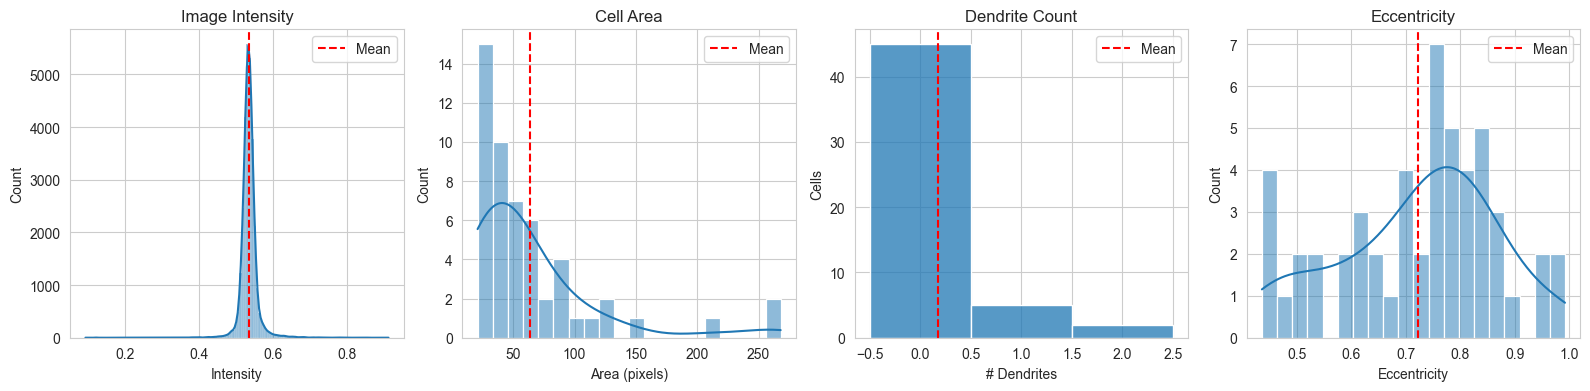 Image Intensity
Mean
5000
4000
3000
2000
1000
0
Count
0.2 0.4 0.6 0.8
Intensity
Cell Area
Mean
14
12
10
8
6
4
2
0
Count
50 100 150 200 250
Area (pixels)
Dendrite Count
Mean
40
30
20
10
0
Cells
−0.5 0.0 0.5 1.0 1.5 2.0 2.5
# Dendrites
Eccentricity
Mean
7
6
5
4
3
2
1
0
Count
0.5 0.6 0.7 0.8 0.9 1.0
Eccentricity